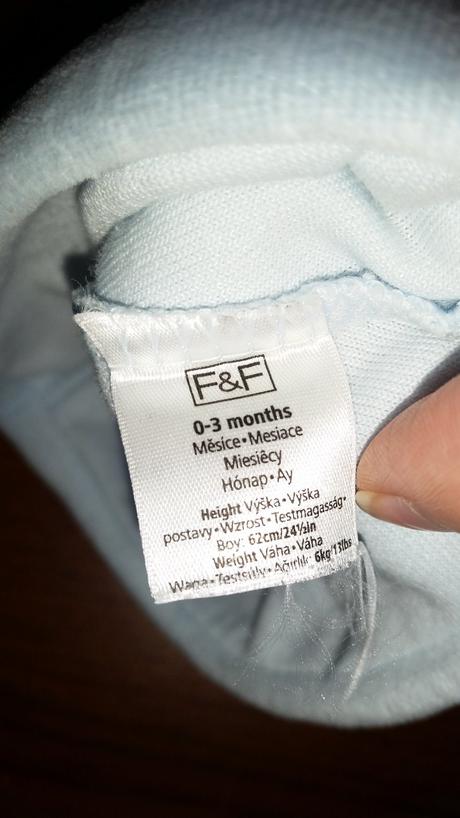 F&F
0-3 months
Měsíce•Mesiace
Miesięcy
Hónap•Ay
Height Výška•Výška
postavy•Wzrost•Testmagasság•
Boy: 62cm/24½in
Weight Váha•Váha
Waga•Testsúly•Ağırlık: 6kg/13lbs